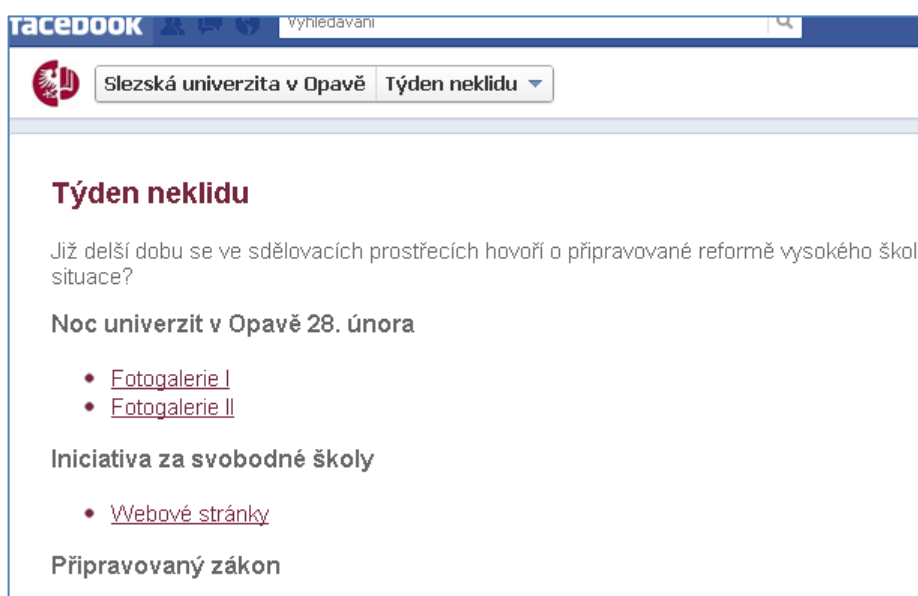 facebook
Vyhledávání
Slezská univerzita v Opavě Týden neklidu
Týden neklidu
Již delší dobu se ve sdělovacích prostřecích hovoří o připravované reformě vysokého škol
situace?
Noc univerzit v Opavě 28. února
Fotogalerie I
Fotogalerie II
Iniciativa za svobodné školy
Webové stránky
Připravovaný zákon